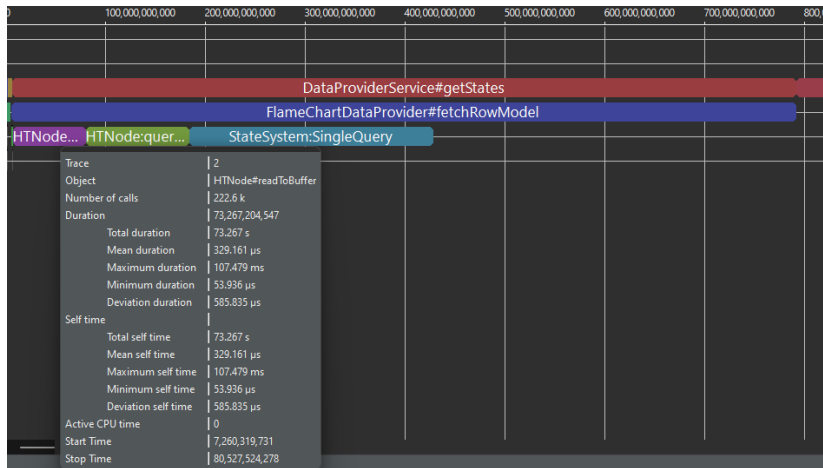 0 100,000,000,000 200,000,000,000 300,000,000,000 400,000,000,000 500,000,000,000 600,000,000,000 700,000,000,000 800,
DataProviderService#getStates
FlameChartDataProvider#fetchRowModel
HTNode... HTNode:quer... StateSystem:SingleQuery
Trace 2
Object HTNode#readToBuffer
Number of calls 222.6 k
Duration 73,267,204,547
Total duration 73.267 s
Mean duration 329.161 µs
Maximum duration 107.479 ms
Minimum duration 53.936 µs
Deviation duration 585.835 µs
Self time
Total self time 73.267 s
Mean self time 329.161 µs
Maximum self time 107.479 ms
Minimum self time 53.936 µs
Deviation self time 585.835 µs
Active CPU time 0
Start Time 7,260,319,731
Stop Time 80,527,524,278